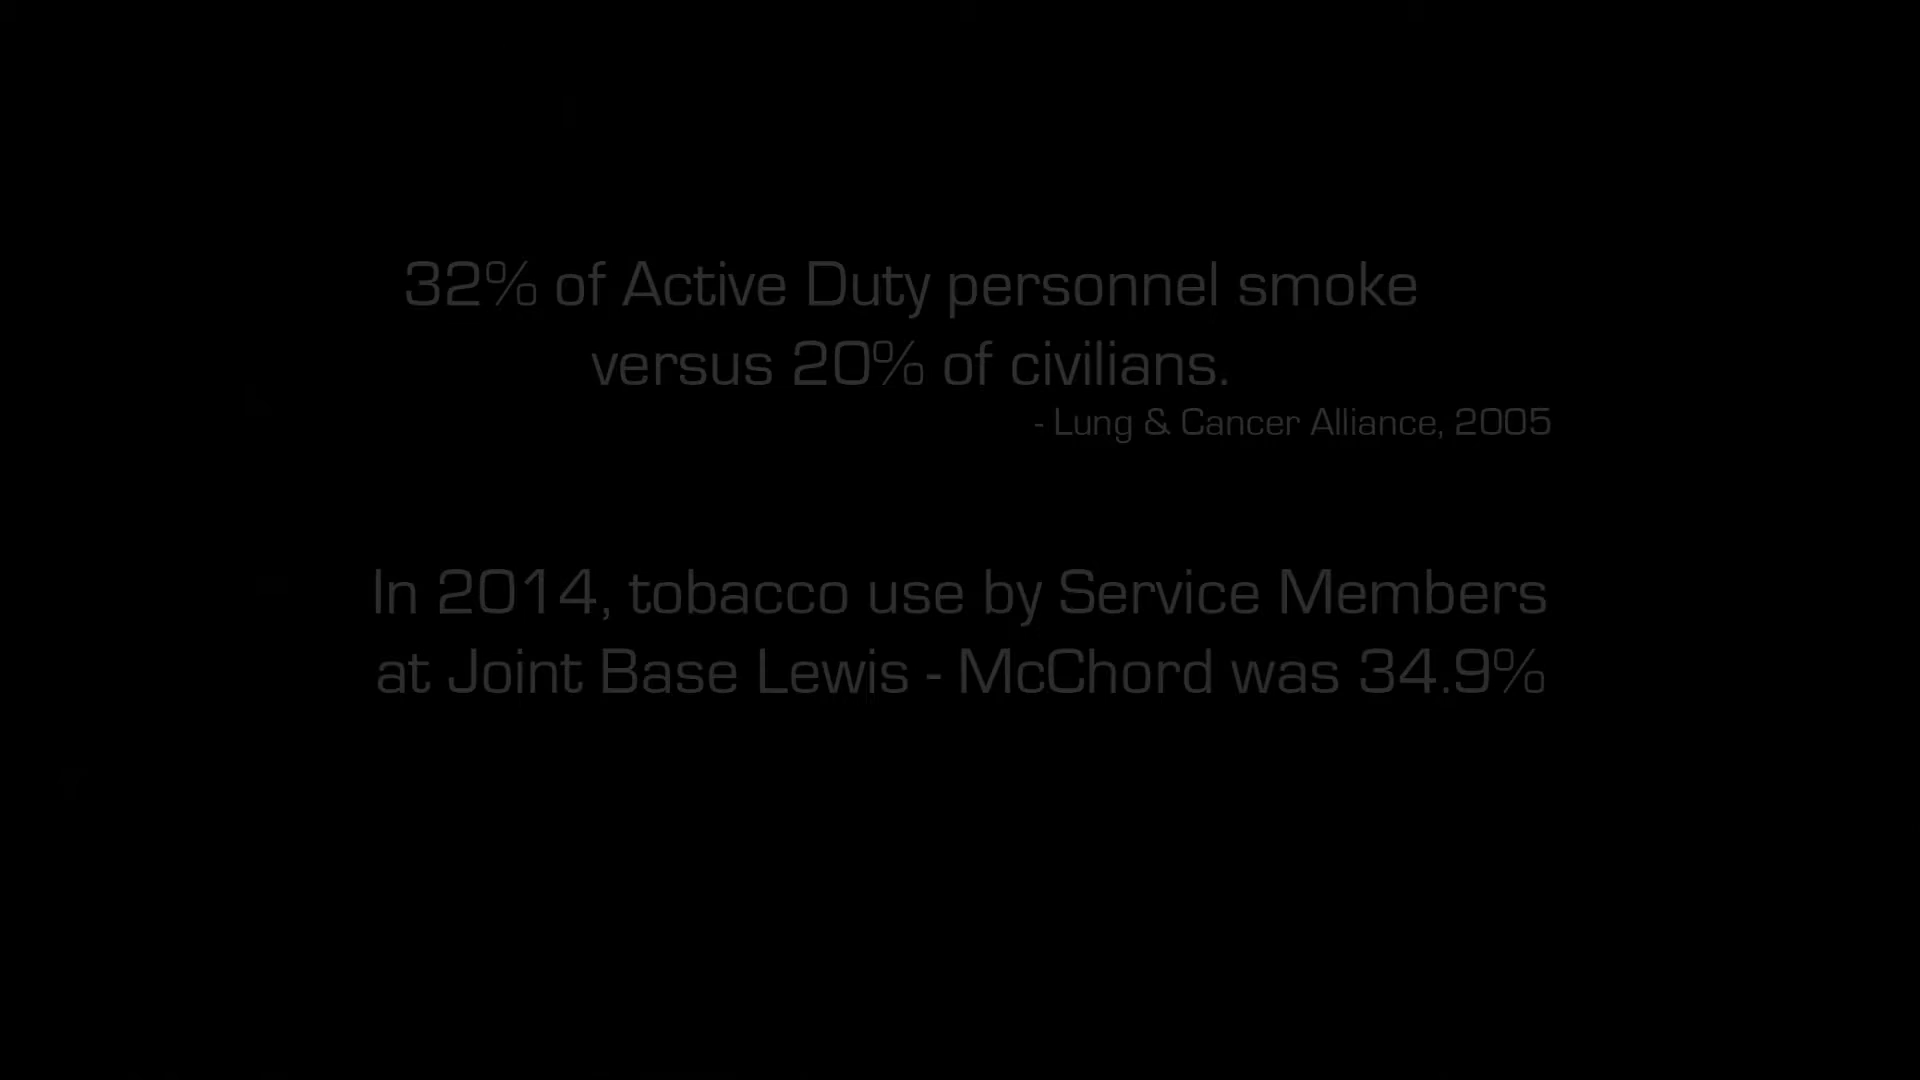 32% of Active Duty personnel smoke
versus 20% of civilians.
- Lung & Cancer Alliance, 2005
In 2014, tobacco use by Service Members
at Joint Base Lewis - McChord was 34.9%